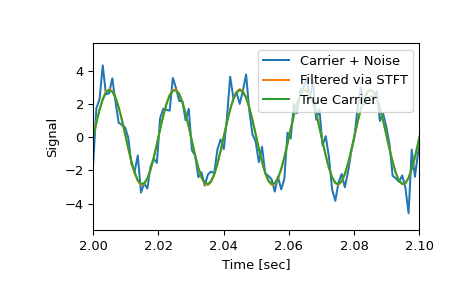 Carrier + Noise
Filtered via STFT
True Carrier
4
2
0
−2
−4
Signal
2.00 2.02 2.04 2.06 2.08 2.10
Time [sec]